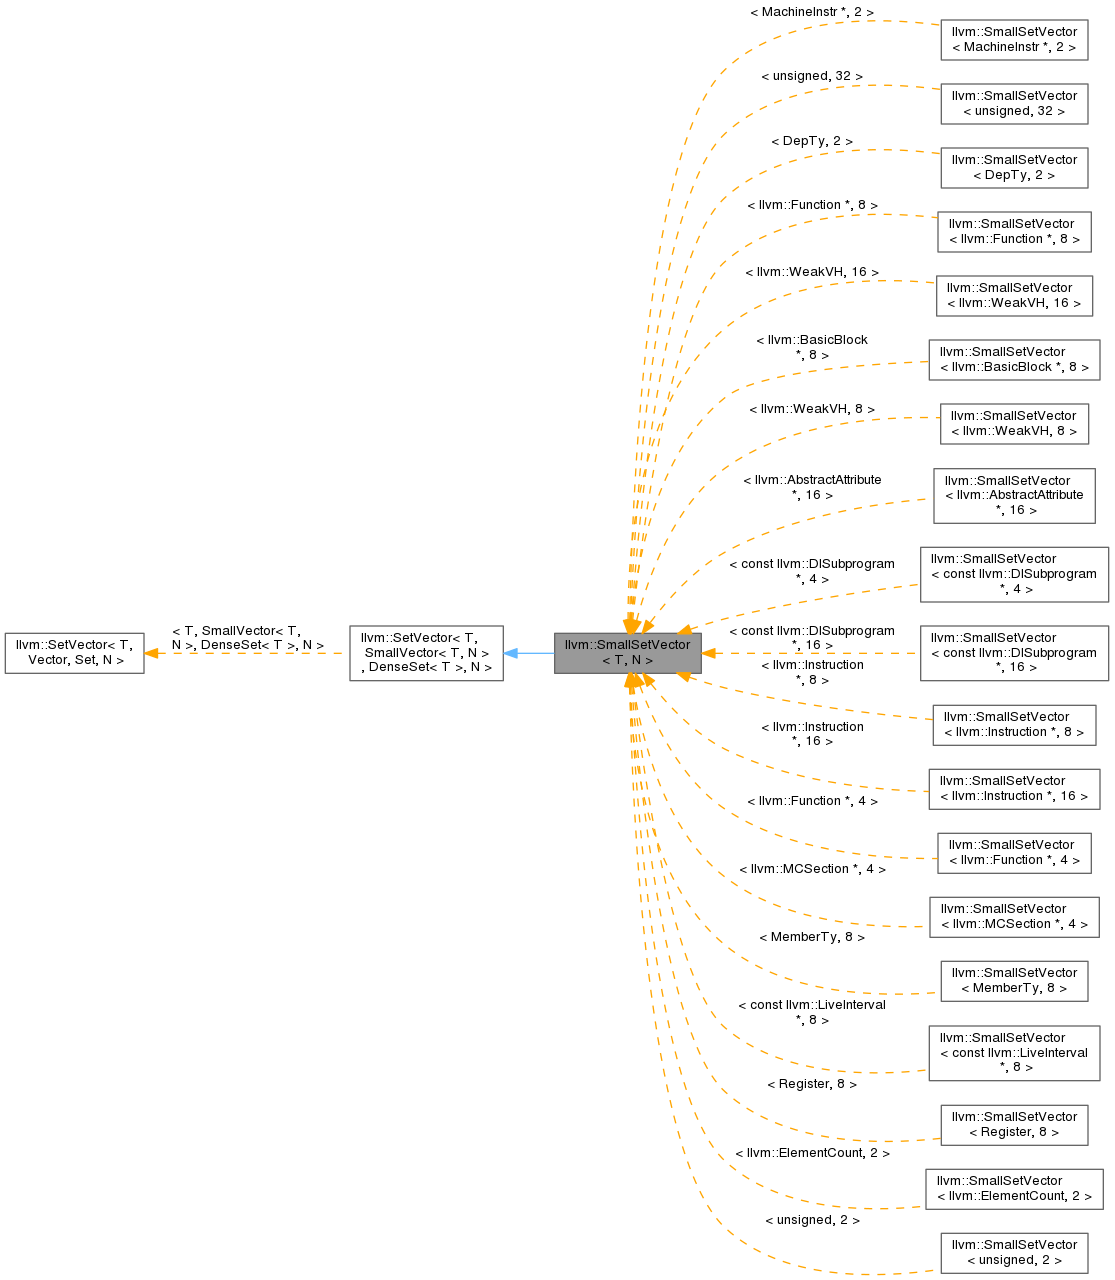 llvm::SetVector< T,
Vector, Set, N >
< T, SmallVector< T,
N >, DenseSet< T >, N >
llvm::SetVector< T,
SmallVector< T, N >
, DenseSet< T >, N >
llvm::SmallSetVector
< T, N >
< MachineInstr *, 2 >
llvm::SmallSetVector
< MachineInstr *, 2 >
< unsigned, 32 >
llvm::SmallSetVector
< unsigned, 32 >
< DepTy, 2 >
llvm::SmallSetVector
< DepTy, 2 >
< llvm::Function *, 8 >
llvm::SmallSetVector
< llvm::Function *, 8 >
< llvm::WeakVH, 16 >
llvm::SmallSetVector
< llvm::WeakVH, 16 >
< llvm::BasicBlock
*, 8 >
llvm::SmallSetVector
< llvm::BasicBlock *, 8 >
< llvm::WeakVH, 8 >
llvm::SmallSetVector
< llvm::WeakVH, 8 >
< llvm::AbstractAttribute
*, 16 >
llvm::SmallSetVector
< llvm::AbstractAttribute
*, 16 >
< const llvm::DISubprogram
*, 4 >
llvm::SmallSetVector
< const llvm::DISubprogram
*, 4 >
< const llvm::DISubprogram
*, 16 >
llvm::SmallSetVector
< const llvm::DISubprogram
*, 16 >
< llvm::Instruction
*, 8 >
llvm::SmallSetVector
< llvm::Instruction *, 8 >
< llvm::Instruction
*, 16 >
llvm::SmallSetVector
< llvm::Instruction *, 16 >
< llvm::Function *, 4 >
llvm::SmallSetVector
< llvm::Function *, 4 >
< llvm::MCSection *, 4 >
llvm::SmallSetVector
< llvm::MCSection *, 4 >
< MemberTy, 8 >
llvm::SmallSetVector
< MemberTy, 8 >
< const llvm::LiveInterval
*, 8 >
llvm::SmallSetVector
< const llvm::LiveInterval
*, 8 >
< Register, 8 >
llvm::SmallSetVector
< Register, 8 >
< llvm::ElementCount, 2 >
llvm::SmallSetVector
< llvm::ElementCount, 2 >
< unsigned, 2 >
llvm::SmallSetVector
< unsigned, 2 >